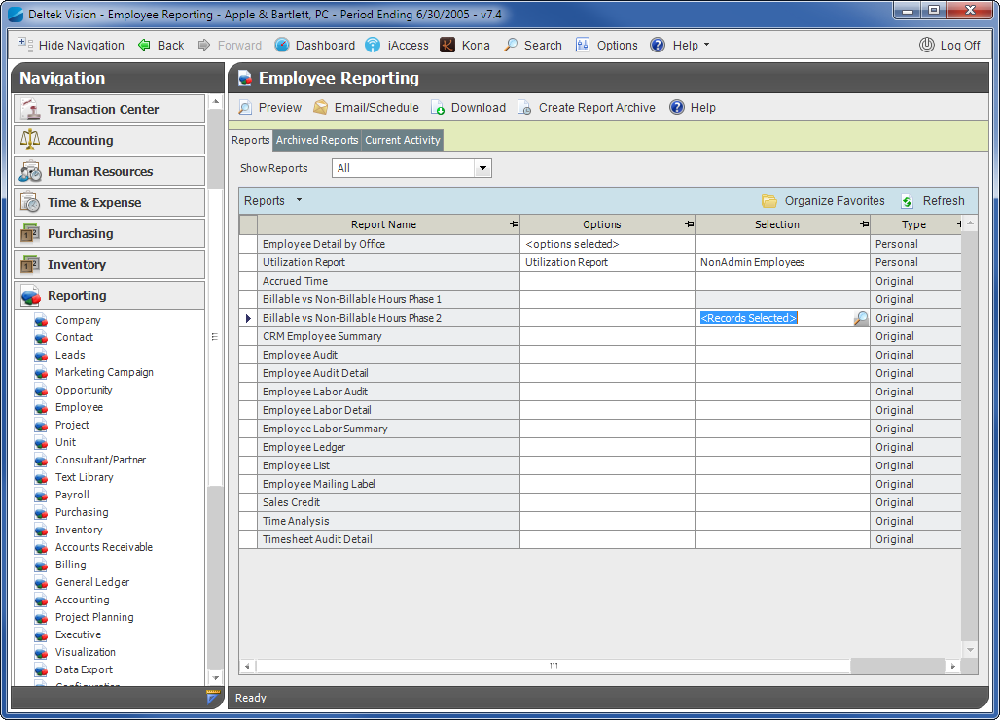 Deltek Vision - Employee Reporting - Apple & Bartlett, PC - Period Ending 6/30/2005 - v7.4
Hide Navigation Back Forward Dashboard iAccess Kona Search Options Help Log Off
Navigation
Transaction Center
Accounting
Human Resources
Time & Expense
Purchasing
Inventory
Reporting
Company
Contact
Leads
Marketing Campaign
Opportunity
Employee
Project
Unit
Consultant/Partner
Text Library
Payroll
Purchasing
Inventory
Accounts Receivable
Billing
General Ledger
Accounting
Project Planning
Executive
Visualization
Data Export
Employee Reporting
Preview Email/Schedule Download Create Report Archive Help
Reports Archived Reports Current Activity
Show Reports All
Reports Organize Favorites Refresh
Report Name Options Selection Type
Employee Detail by Office <options selected> Personal
Utilization Report Utilization Report NonAdmin Employees Personal
Accrued Time Original
Billable vs Non-Billable Hours Phase 1 Original
Billable vs Non-Billable Hours Phase 2 <Records Selected> Original
CRM Employee Summary Original
Employee Audit Original
Employee Audit Detail Original
Employee Labor Audit Original
Employee Labor Detail Original
Employee Labor Summary Original
Employee Ledger Original
Employee List Original
Employee Mailing Label Original
Sales Credit Original
Time Analysis Original
Timesheet Audit Detail Original
Ready